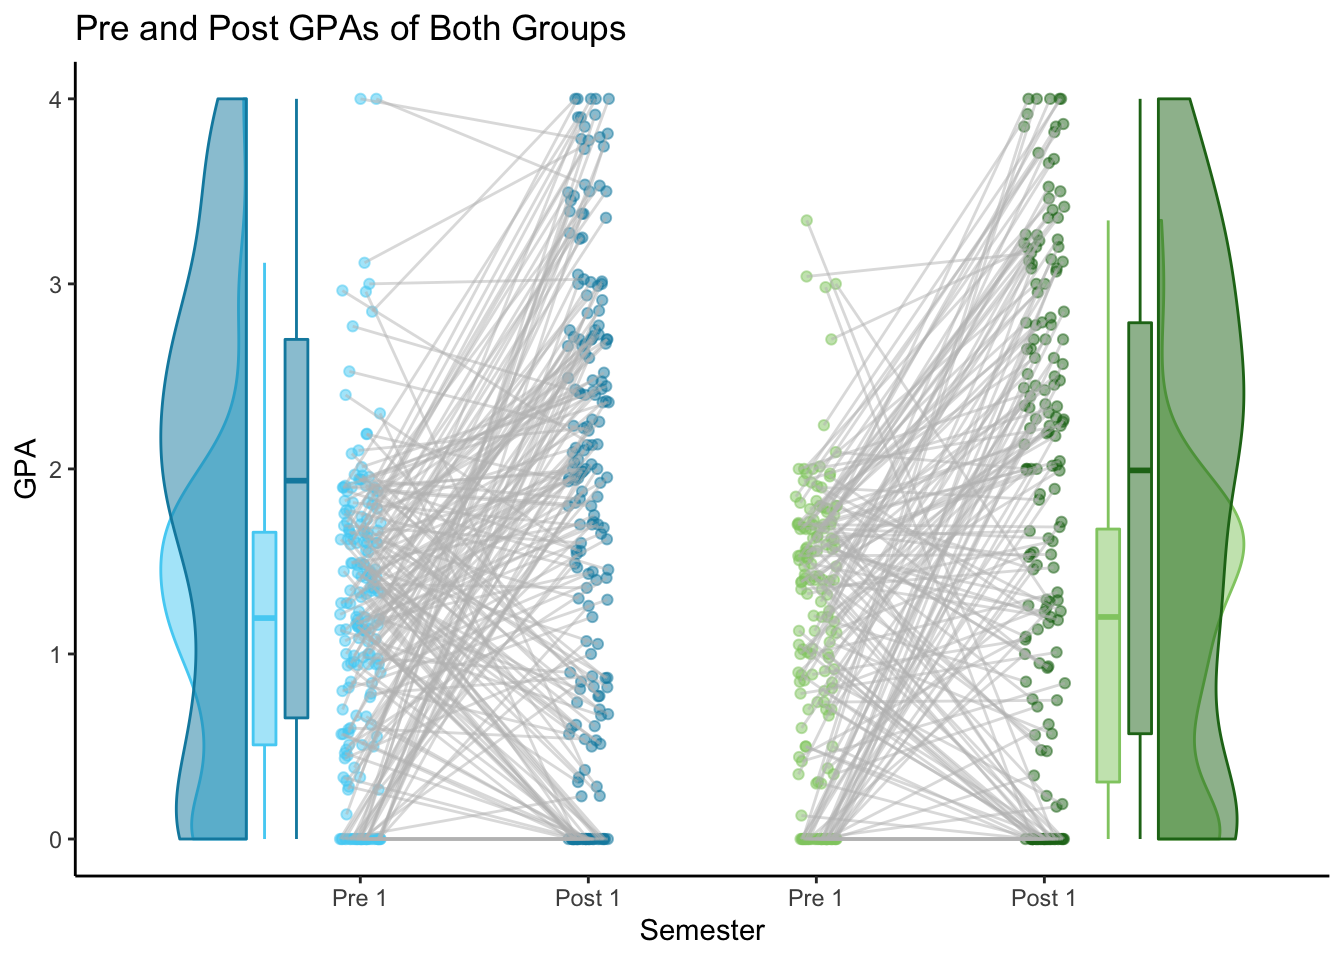 Pre and Post GPAs of Both Groups
4
3
2
1
0
GPA
Pre 1
Post 1
Pre 1
Post 1
Semester